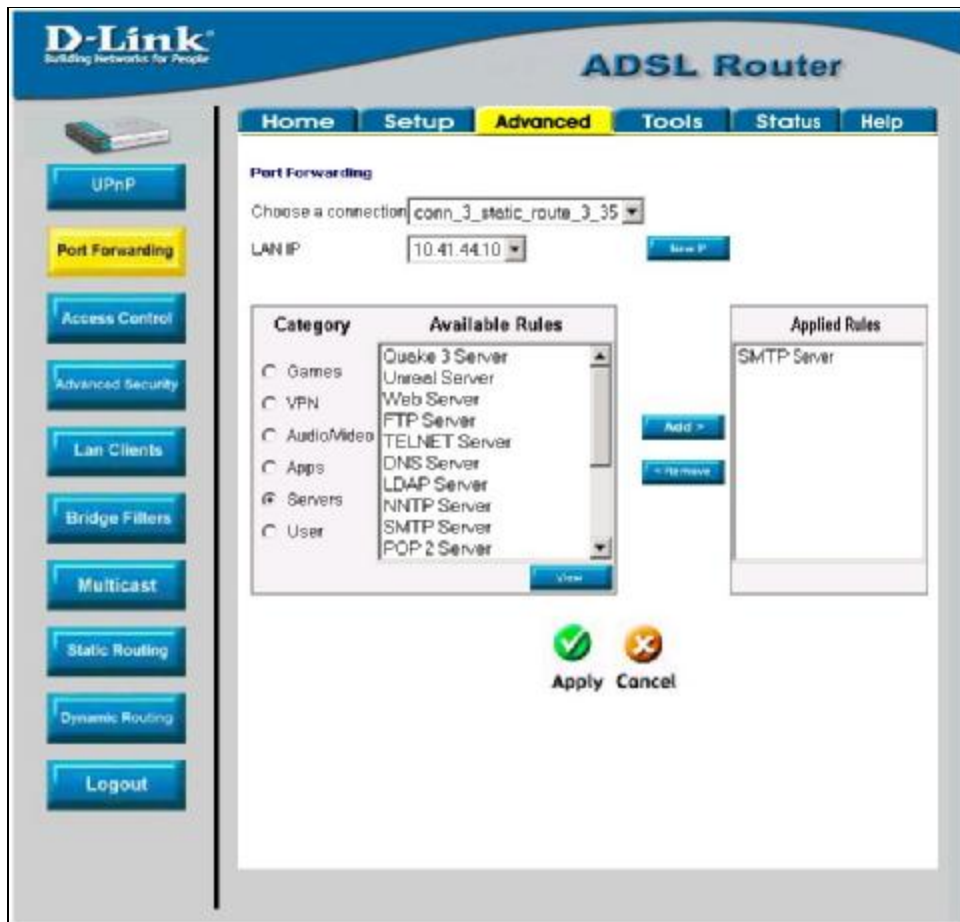 D-Link
Building Networks for People
ADSL Router
Home Setup Advanced Tools Status Help
UPnP
Port Forwarding
Access Control
Advanced Security
Lan Clients
Bridge Filters
Multicast
Static Routing
Dynamic Routing
Logout
Port Forwarding
Choose a connection conn_3_static_route_3_35
LAN IP 10.41.44.10 New IP
Category
Games
VPN
Audio/Video
Apps
Servers
User
Available Rules
Quake 3 Server
Unreal Server
Web Server
FTP Server
TELNET Server
DNS Server
LDAP Server
NNTP Server
SMTP Server
POP 2 Server
View
Add >
< Remove
Applied Rules
SMTP Server
Apply Cancel